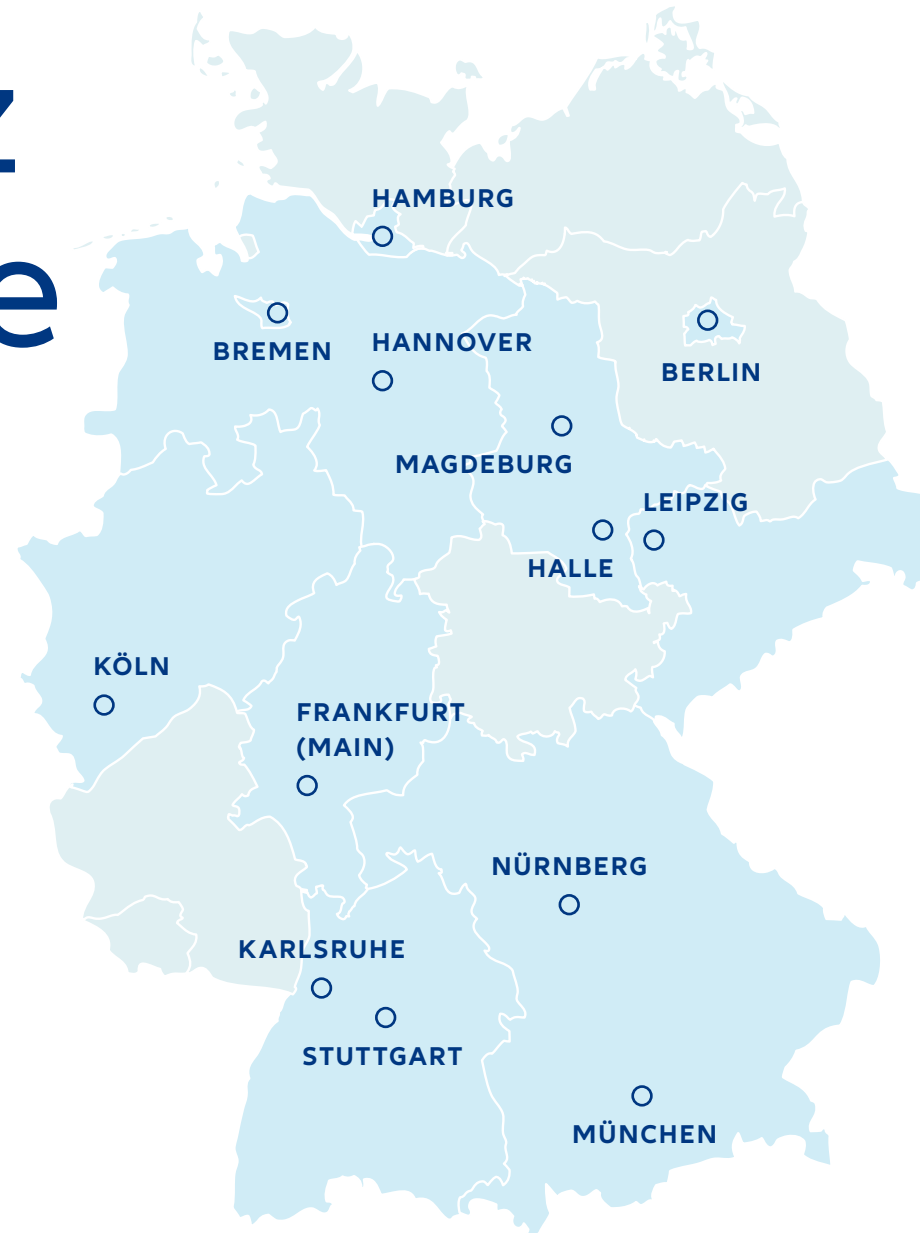 z
e
HAMBURG
BREMEN
HANNOVER
BERLIN
MAGDEBURG
LEIPZIG
HALLE
KÖLN
FRANKFURT
(MAIN)
NÜRNBERG
KARLSRUHE
STUTTGART
MÜNCHEN